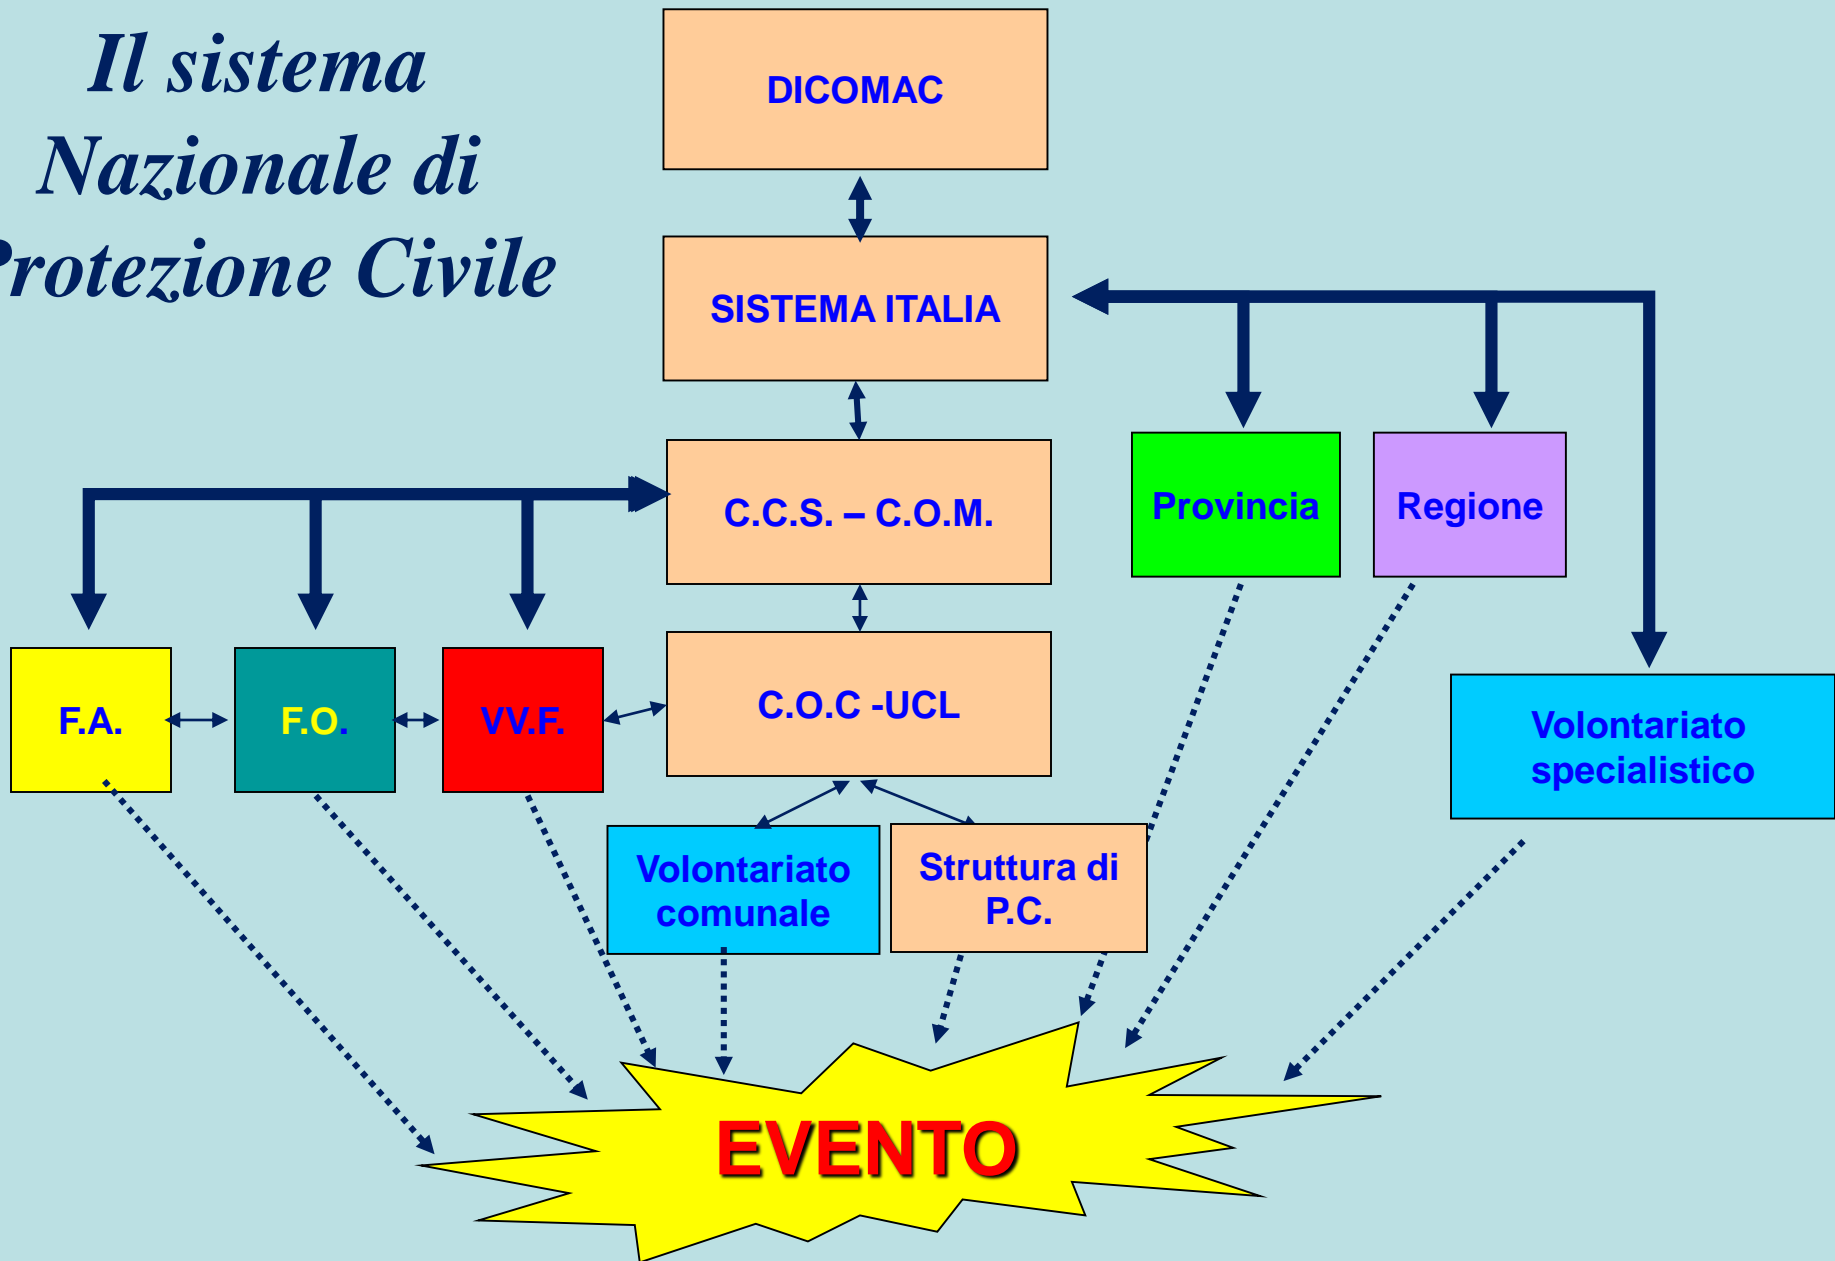 Il sistema
Nazionale di
Protezione Civile
DICOMAC
SISTEMA ITALIA
C.C.S. – C.O.M.
Provincia
Regione
F.A.
F.O.
VV.F.
C.O.C -UCL
Volontariato
specialistico
Volontariato
comunale
Struttura di
P.C.
EVENTO